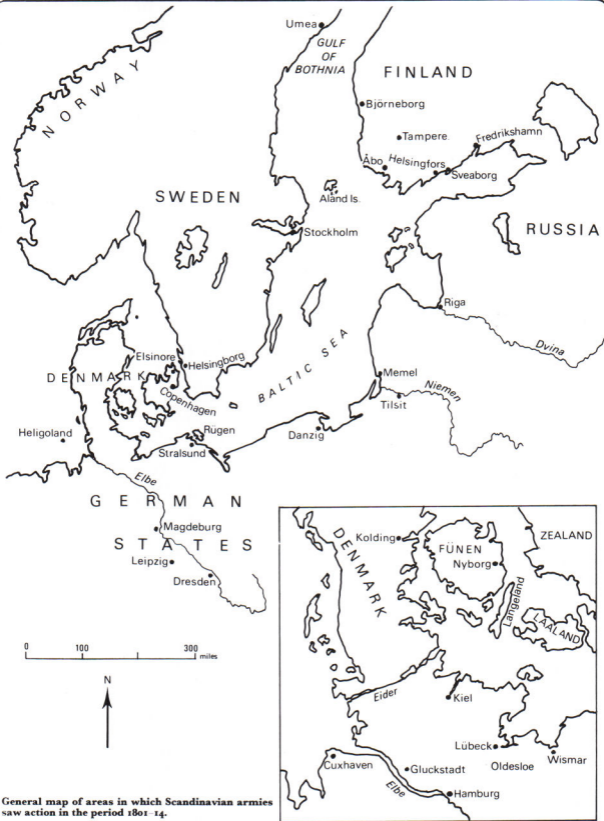 Umea
GULF
OF
BOTHNIA
FINLAND
NORWAY
Björneborg
Tampere
Fredrikshamn
Åbo
Helsingfors
Sveaborg
SWEDEN
Aland Is.
RUSSIA
Stockholm
Riga
Dvina
BALTIC SEA
Elsinore
Helsingborg
DENMARK
Copenhagen
Memel
Niemen
Tilsit
Heligoland
Rügen
Stralsund
Danzig
Elbe
GERMAN
STATES
Magdeburg
Leipzig
Dresden
0 100 300 miles
N
DENMARK
Kolding
FÜNEN
Nyborg
ZEALAND
Langeland
LAALAND
Eider
Kiel
Lübeck
Oldesloe
Wismar
Cuxhaven
Gluckstadt
Elbe
Hamburg
General map of areas in which Scandinavian armies
saw action in the period 1801-14.